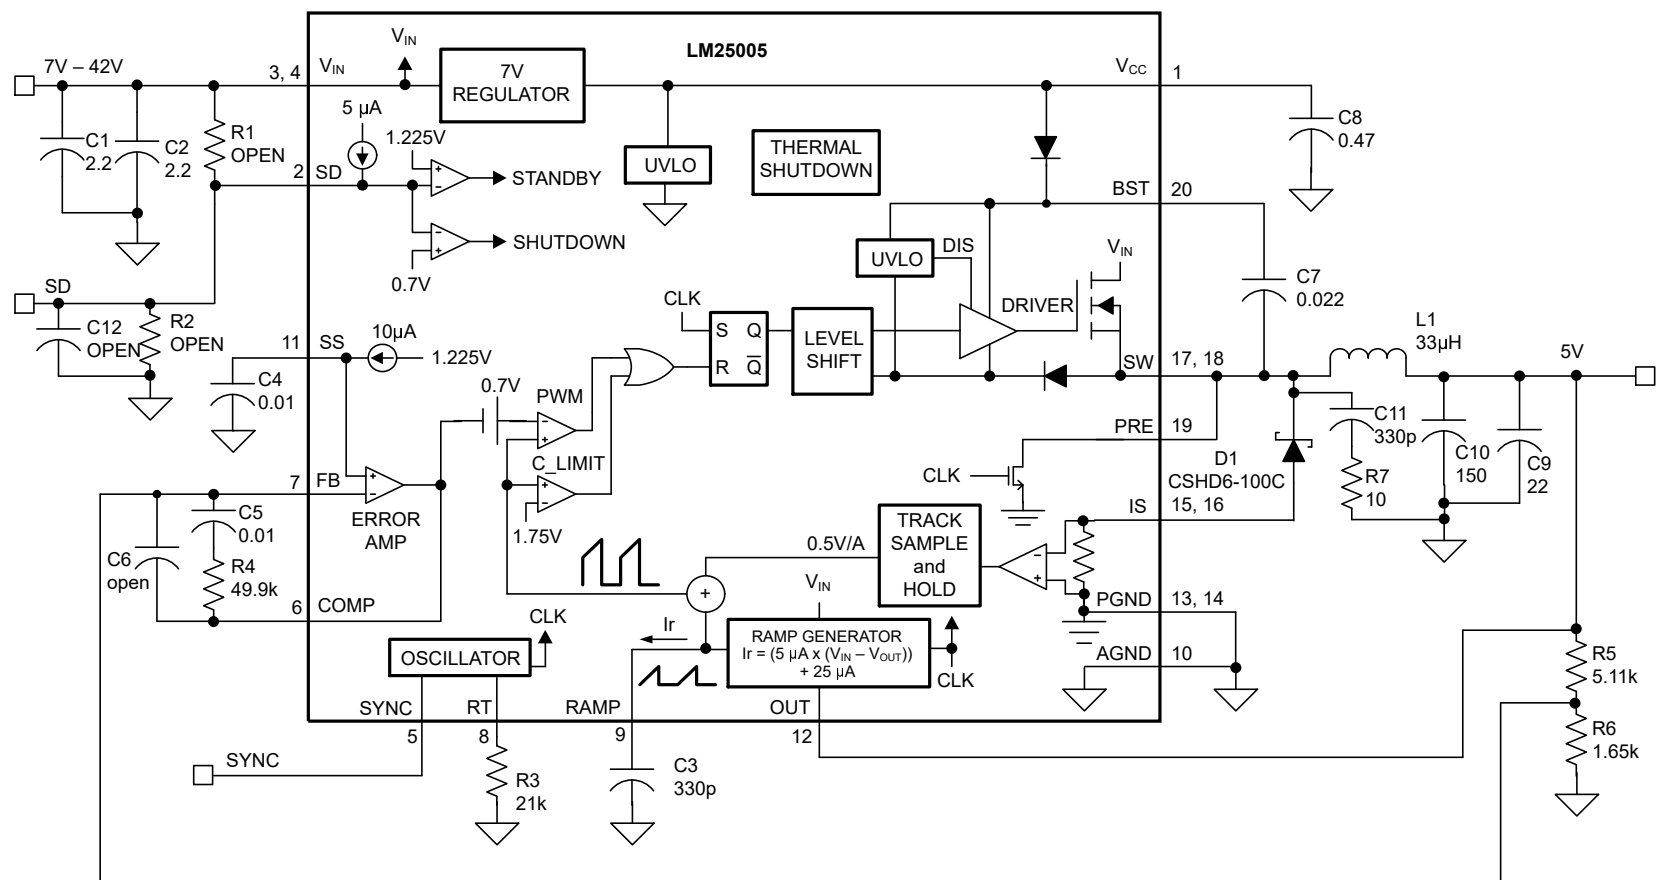 LM25005
7V – 42V
3, 4
V_IN
V_IN
7V
REGULATOR
V_CC
1
C8
0.47
C1
2.2
C2
2.2
R1
OPEN
5 µA
1.225V
2
SD
STANDBY
SHUTDOWN
0.7V
UVLO
THERMAL
SHUTDOWN
BST
20
UVLO
DIS
V_IN
DRIVER
C7
0.022
SD
C12
OPEN
R2
OPEN
11
SS
10µA
1.225V
C4
0.01
CLK
S Q
R Q̅
LEVEL
SHIFT
SW
17, 18
L1
33µH
5V
0.7V
PWM
C_LIMIT
1.75V
PRE
19
CLK
D1
CSHD6-100C
C11
330p
R7
10
C10
150
C9
22
7
FB
ERROR
AMP
C5
0.01
C6
open
R4
49.9k
6
COMP
IS
15, 16
TRACK
SAMPLE
and
HOLD
0.5V/A
+
V_IN
PGND
13, 14
AGND
10
CLK
OSCILLATOR
Ir
RAMP GENERATOR
Ir = (5 µA x (V_IN – V_OUT))
+ 25 µA
CLK
R5
5.11k
R6
1.65k
SYNC
5
RT
8
RAMP
9
OUT
12
SYNC
R3
21k
C3
330p